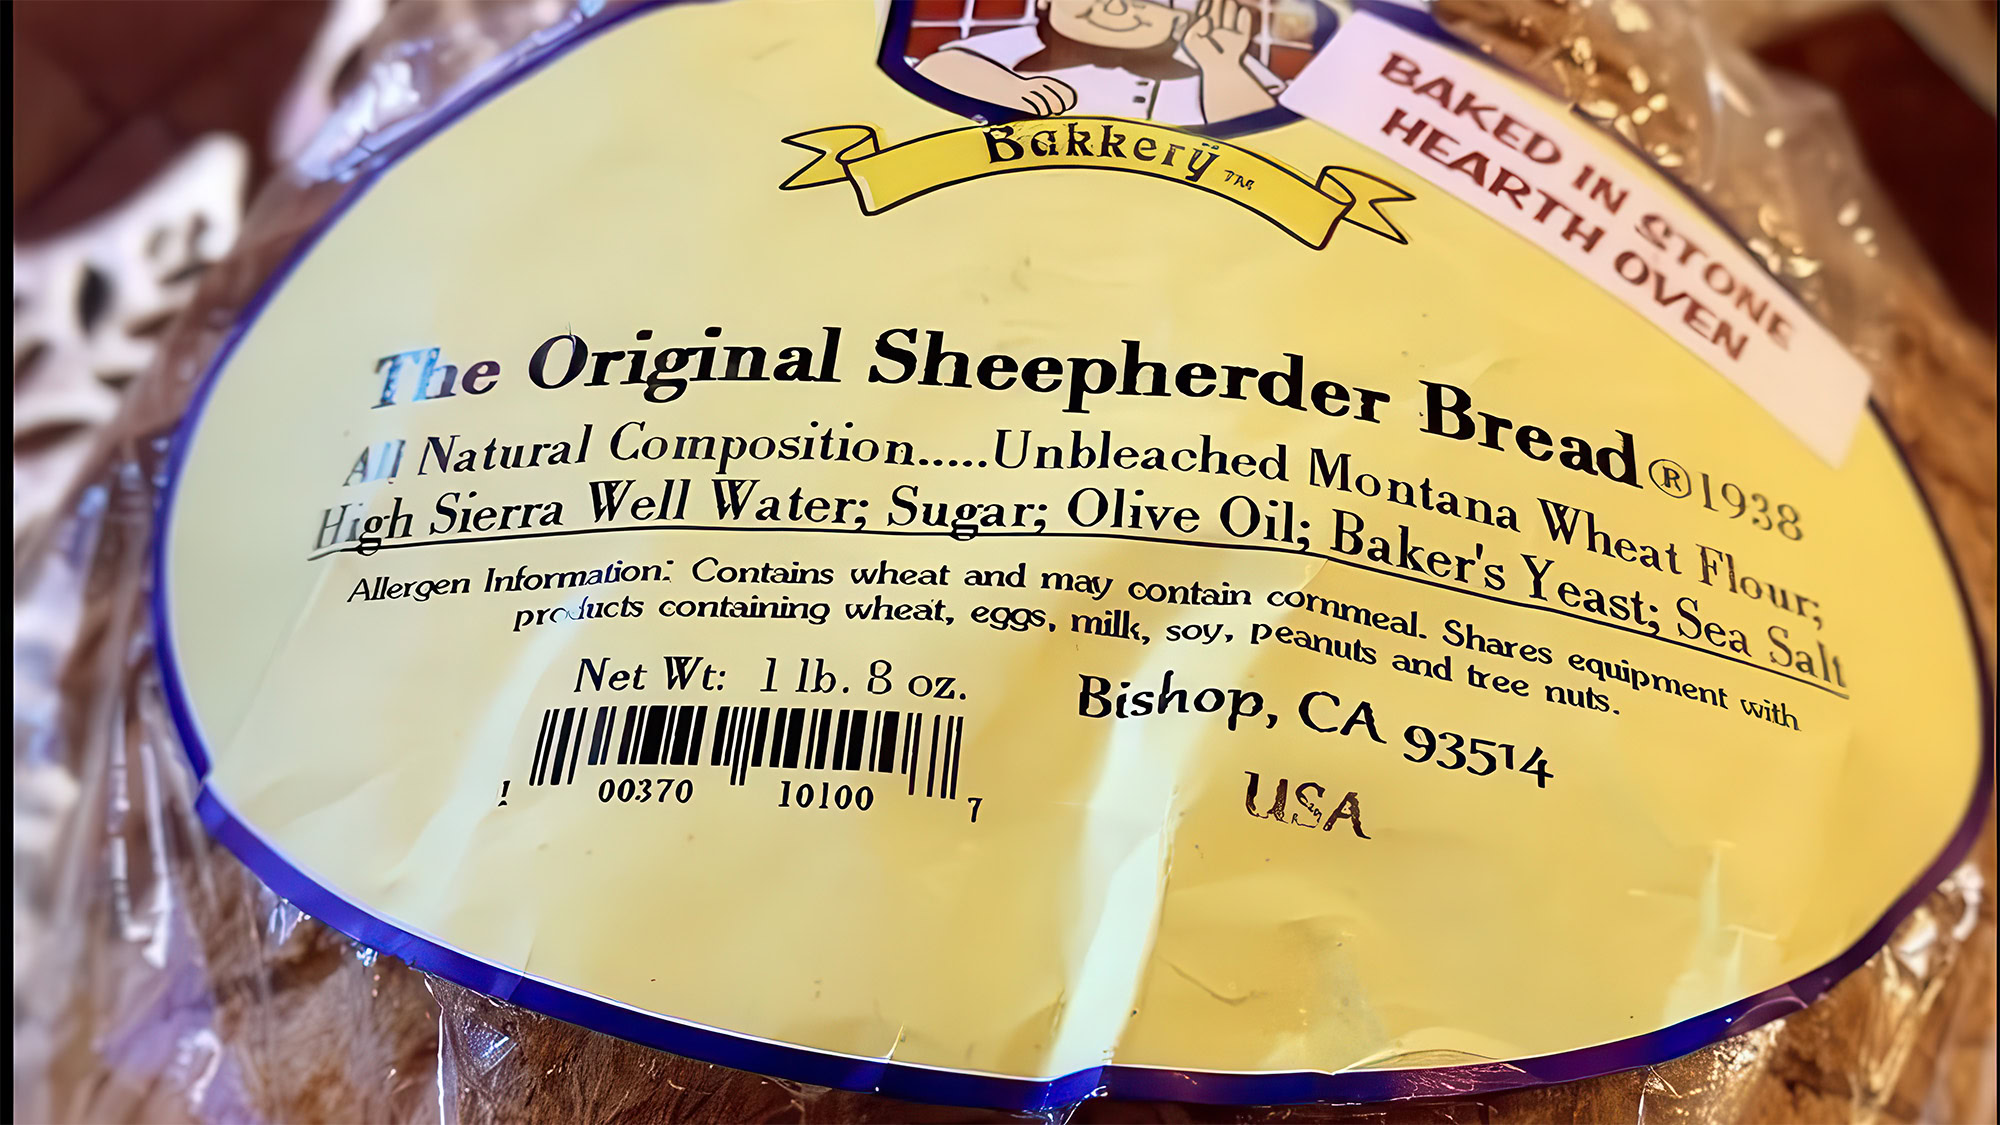 Bakkerÿ ™
BAKED IN STONE
HEARTH OVEN
The Original Sheepherder Bread®1938
All Natural Composition.....Unbleached Montana Wheat Flour;
High Sierra Well Water; Sugar; Olive Oil; Baker's Yeast; Sea Salt
Allergen Information: Contains wheat and may contain cornmeal. Shares equipment with
products containing wheat, eggs, milk, soy, peanuts and tree nuts.
Net Wt: 1 lb. 8 oz.
00370 10100 7
Bishop, CA 93514
USA